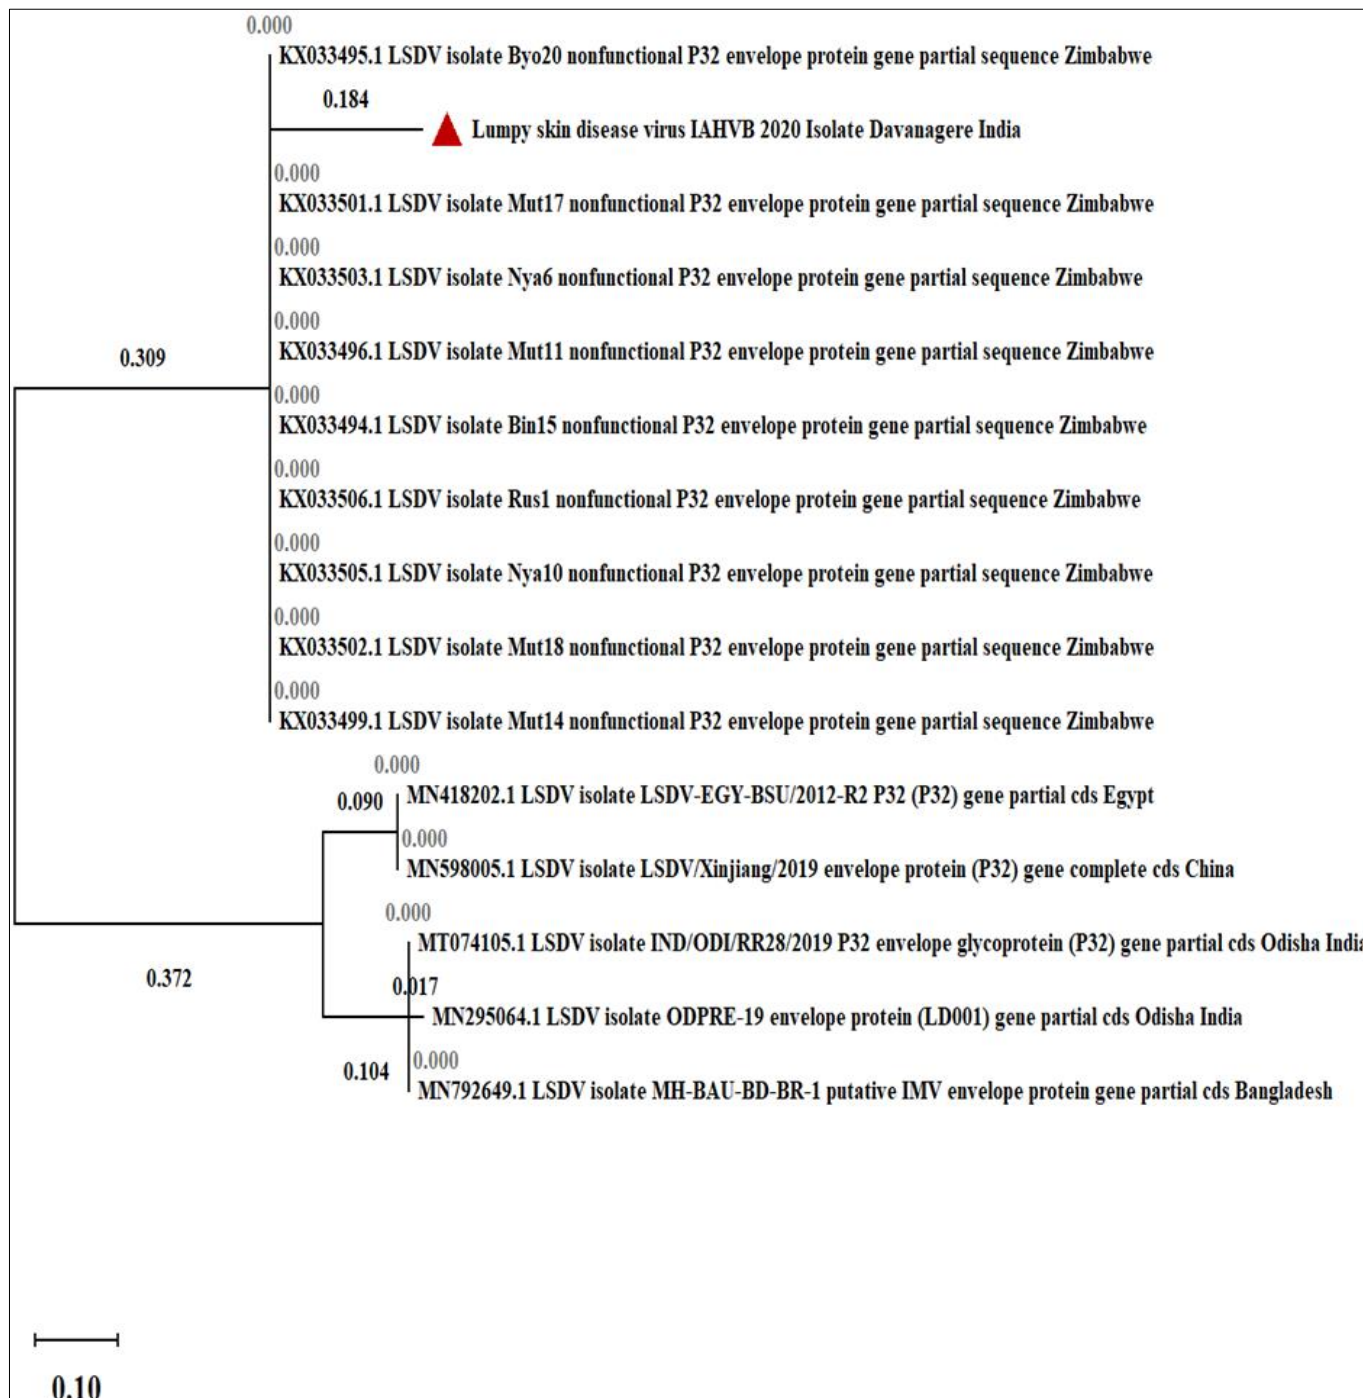 0.000
KX033495.1 LSDV isolate Byo20 nonfunctional P32 envelope protein gene partial sequence Zimbabwe
0.184
Lumpy skin disease virus IAHVB 2020 Isolate Davanagere India
0.000
KX033501.1 LSDV isolate Mut17 nonfunctional P32 envelope protein gene partial sequence Zimbabwe
0.000
KX033503.1 LSDV isolate Nya6 nonfunctional P32 envelope protein gene partial sequence Zimbabwe
0.000
KX033496.1 LSDV isolate Mut11 nonfunctional P32 envelope protein gene partial sequence Zimbabwe
0.309
0.000
KX033494.1 LSDV isolate Bin15 nonfunctional P32 envelope protein gene partial sequence Zimbabwe
0.000
KX033506.1 LSDV isolate Rus1 nonfunctional P32 envelope protein gene partial sequence Zimbabwe
0.000
KX033505.1 LSDV isolate Nya10 nonfunctional P32 envelope protein gene partial sequence Zimbabwe
0.000
KX033502.1 LSDV isolate Mut18 nonfunctional P32 envelope protein gene partial sequence Zimbabwe
0.000
KX033499.1 LSDV isolate Mut14 nonfunctional P32 envelope protein gene partial sequence Zimbabwe
0.000
0.090
MN418202.1 LSDV isolate LSDV-EGY-BSU/2012-R2 P32 (P32) gene partial cds Egypt
0.000
MN598005.1 LSDV isolate LSDV/Xinjiang/2019 envelope protein (P32) gene complete cds China
0.000
MT074105.1 LSDV isolate IND/ODI/RR28/2019 P32 envelope glycoprotein (P32) gene partial cds Odisha India
0.372
0.017
MN295064.1 LSDV isolate ODPRE-19 envelope protein (LD001) gene partial cds Odisha India
0.000
0.104
MN792649.1 LSDV isolate MH-BAU-BD-BR-1 putative IMV envelope protein gene partial cds Bangladesh
0.10